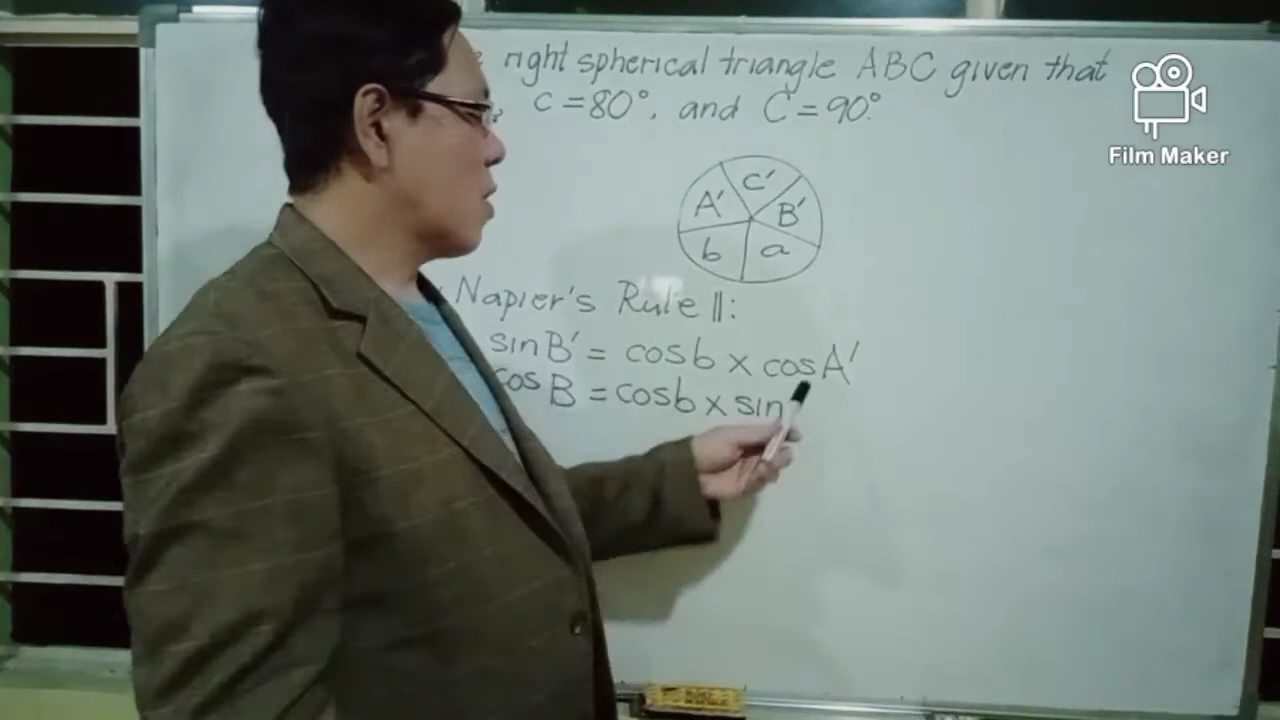 right spherical triangle ABC given that
c = 80°, and C = 90°.
Film Maker
C'
A'
B'
b
a
Napier's Rule II:
sin B' = cos b x cos A'
cos B = cos b x sin